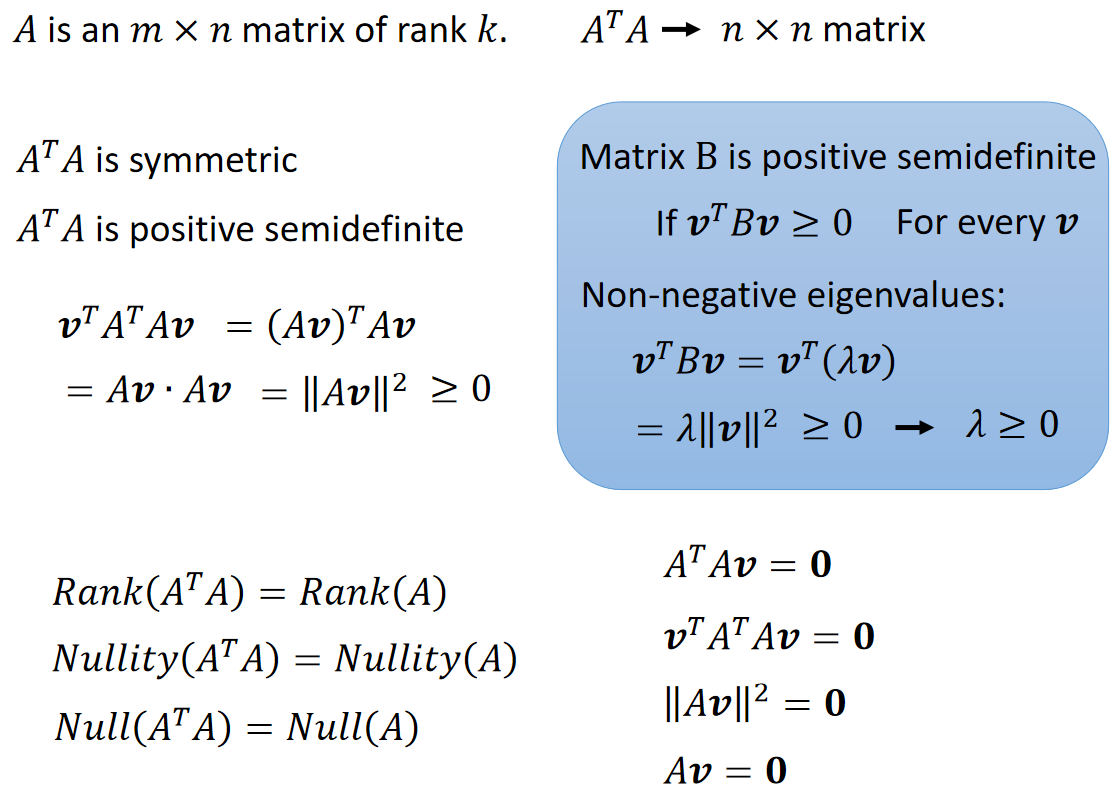 A is an m × n matrix of rank k.
AᵀA → n × n matrix
AᵀA is symmetric
AᵀA is positive semidefinite
𝒗ᵀAᵀA𝒗 = (A𝒗)ᵀA𝒗
= A𝒗 · A𝒗 = ‖A𝒗‖² ≥ 0
Matrix B is positive semidefinite
If 𝒗ᵀB𝒗 ≥ 0 For every 𝒗
Non-negative eigenvalues:
𝒗ᵀB𝒗 = 𝒗ᵀ(λ𝒗)
= λ‖𝒗‖² ≥ 0 → λ ≥ 0
Rank(AᵀA) = Rank(A)
Nullity(AᵀA) = Nullity(A)
Null(AᵀA) = Null(A)
AᵀA𝒗 = 𝟎
𝒗ᵀAᵀA𝒗 = 𝟎
‖A𝒗‖² = 𝟎
A𝒗 = 𝟎